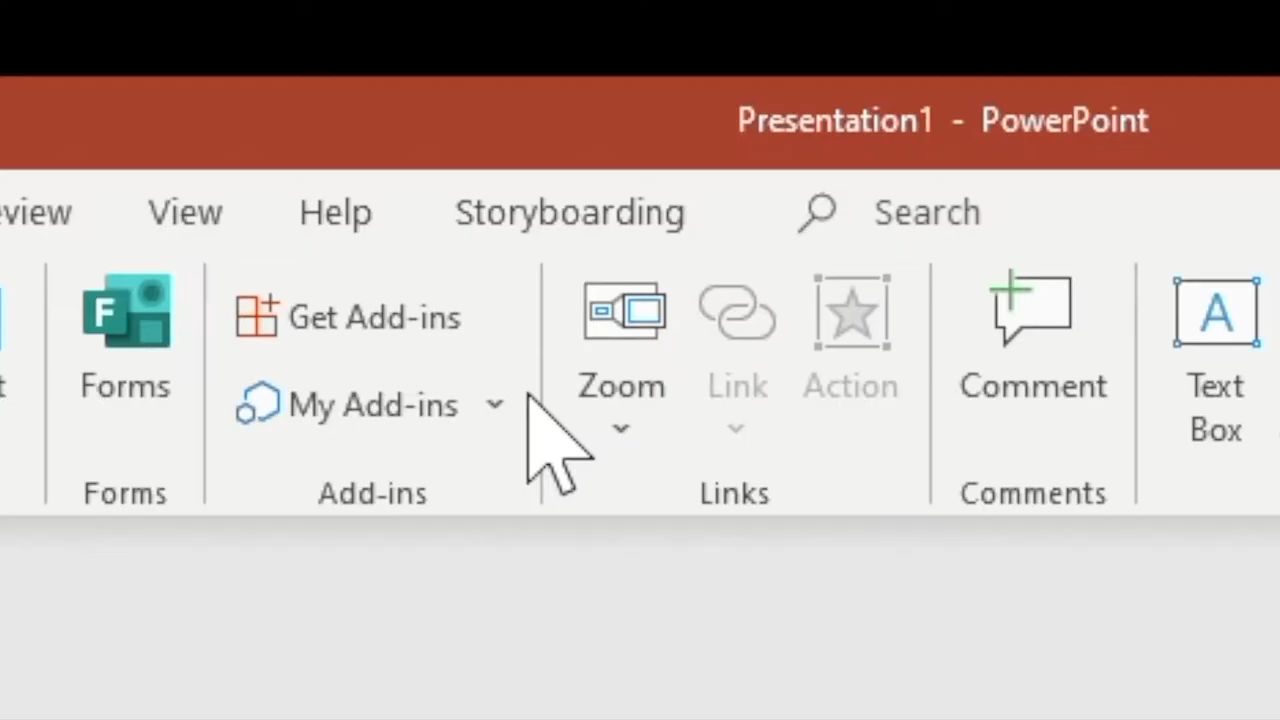 Presentation1 - PowerPoint
View Help Storyboarding Search
F
Get Add-ins
My Add-ins
Forms
Zoom Link Action
Comment
A
Text
Box
Forms Add-ins Links Comments